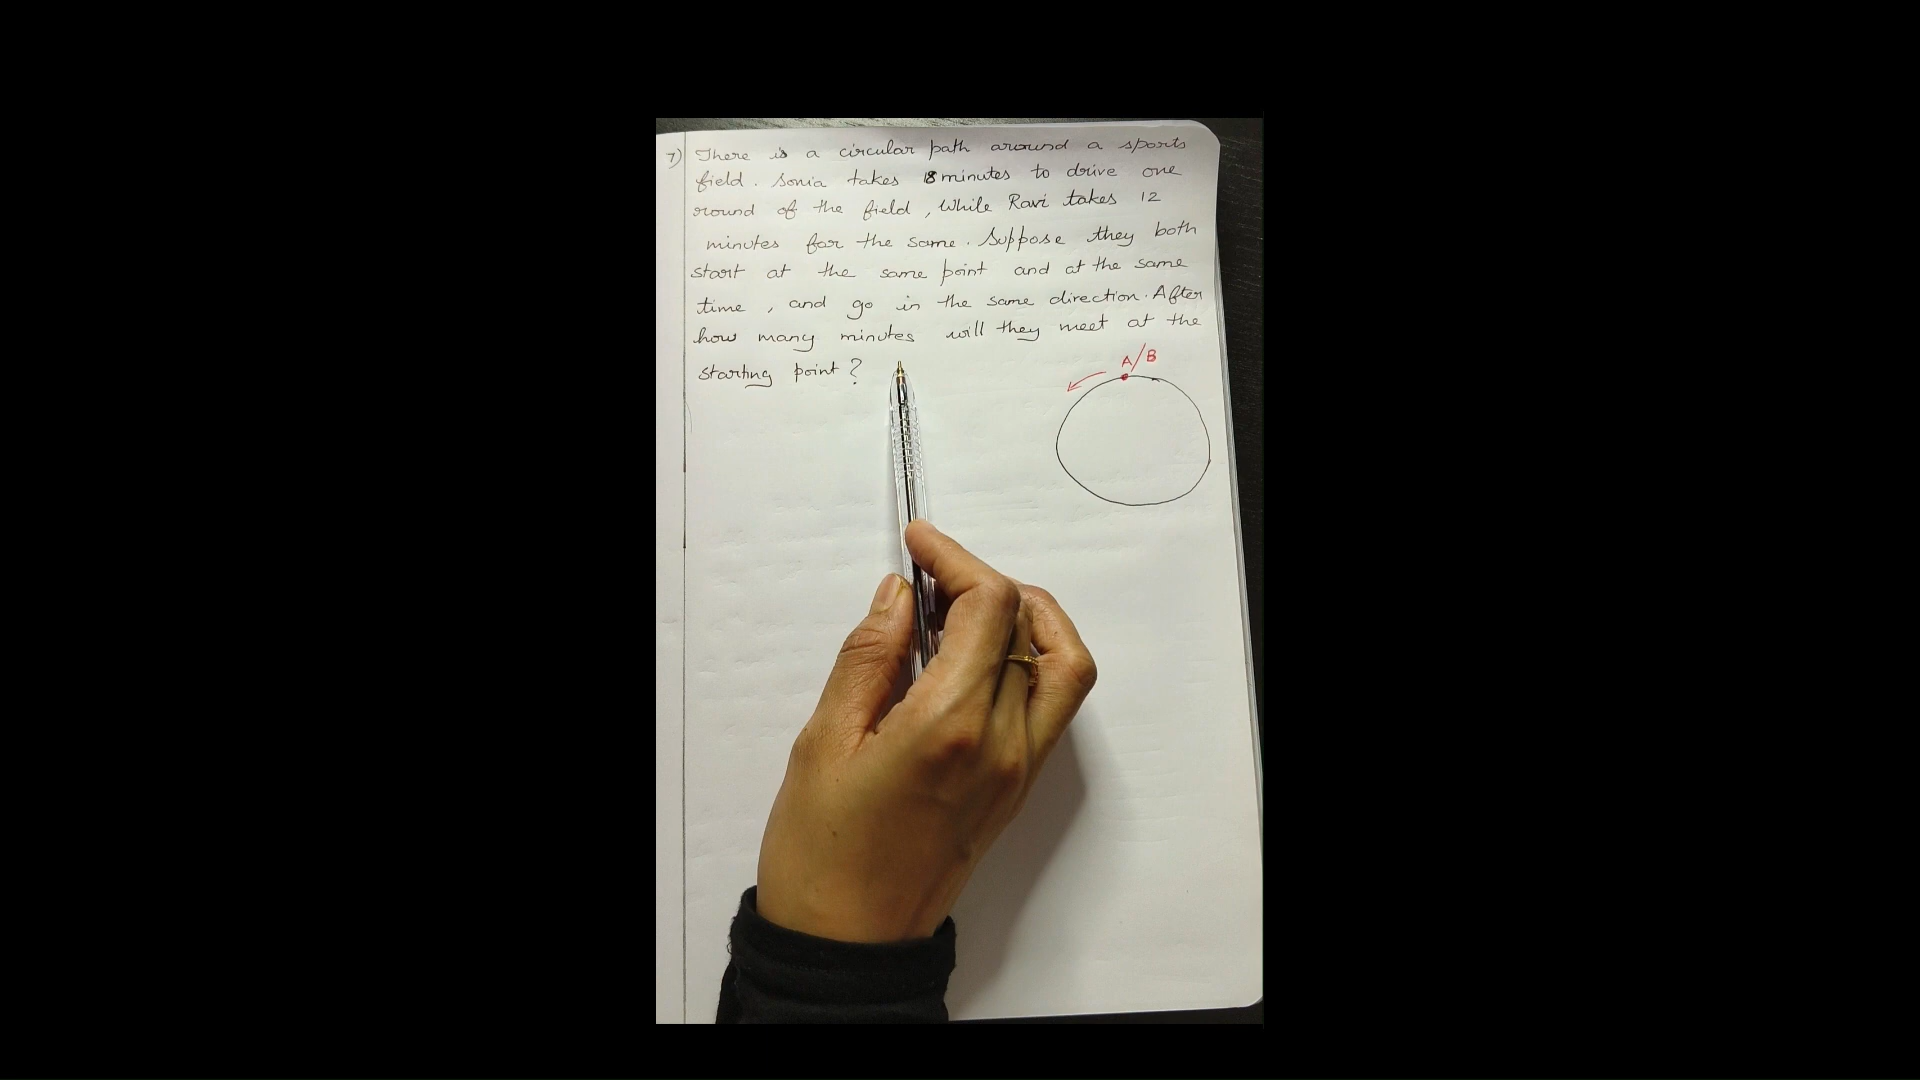 7) There is a circular path around a sports
field. Sonia takes 18 minutes to drive one
round of the field, While Ravi takes 12
minutes for the same. Suppose they both
start at the same point and at the same
time, and go in the same direction. After
how many minutes will they meet at the
starting point?
A/B